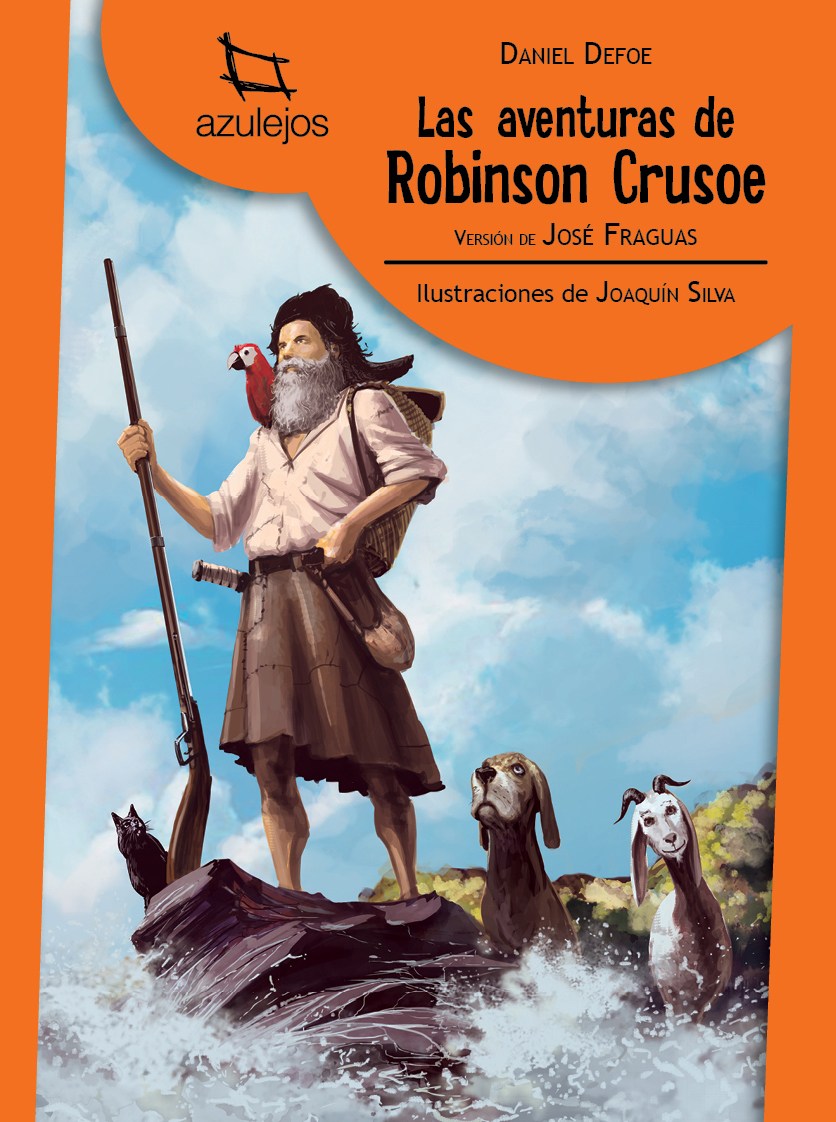 azulejos
Daniel Defoe
Las aventuras de
Robinson Crusoe
Versión de José Fraguas
Ilustraciones de Joaquín Silva